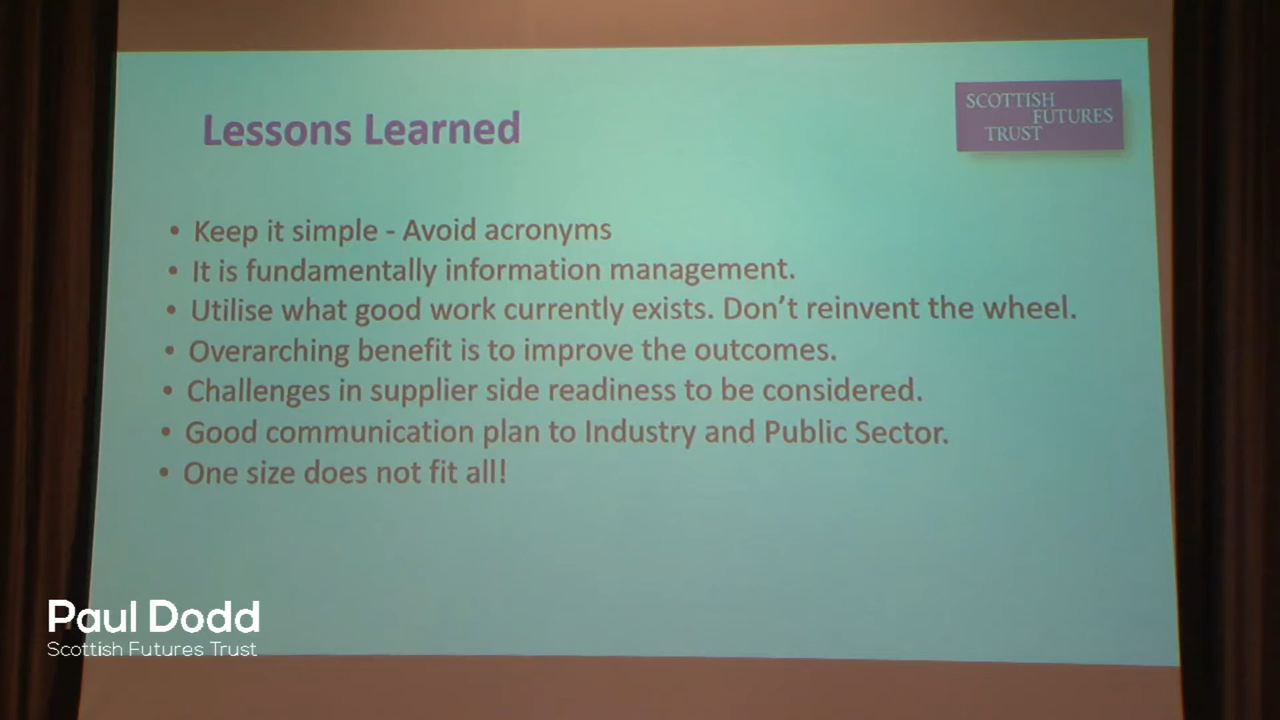 Lessons Learned
SCOTTISH
FUTURES
TRUST
• Keep it simple - Avoid acronyms
• It is fundamentally information management.
• Utilise what good work currently exists. Don't reinvent the wheel.
• Overarching benefit is to improve the outcomes.
• Challenges in supplier side readiness to be considered.
• Good communication plan to Industry and Public Sector.
• One size does not fit all!
Paul Dodd
Scottish Futures Trust